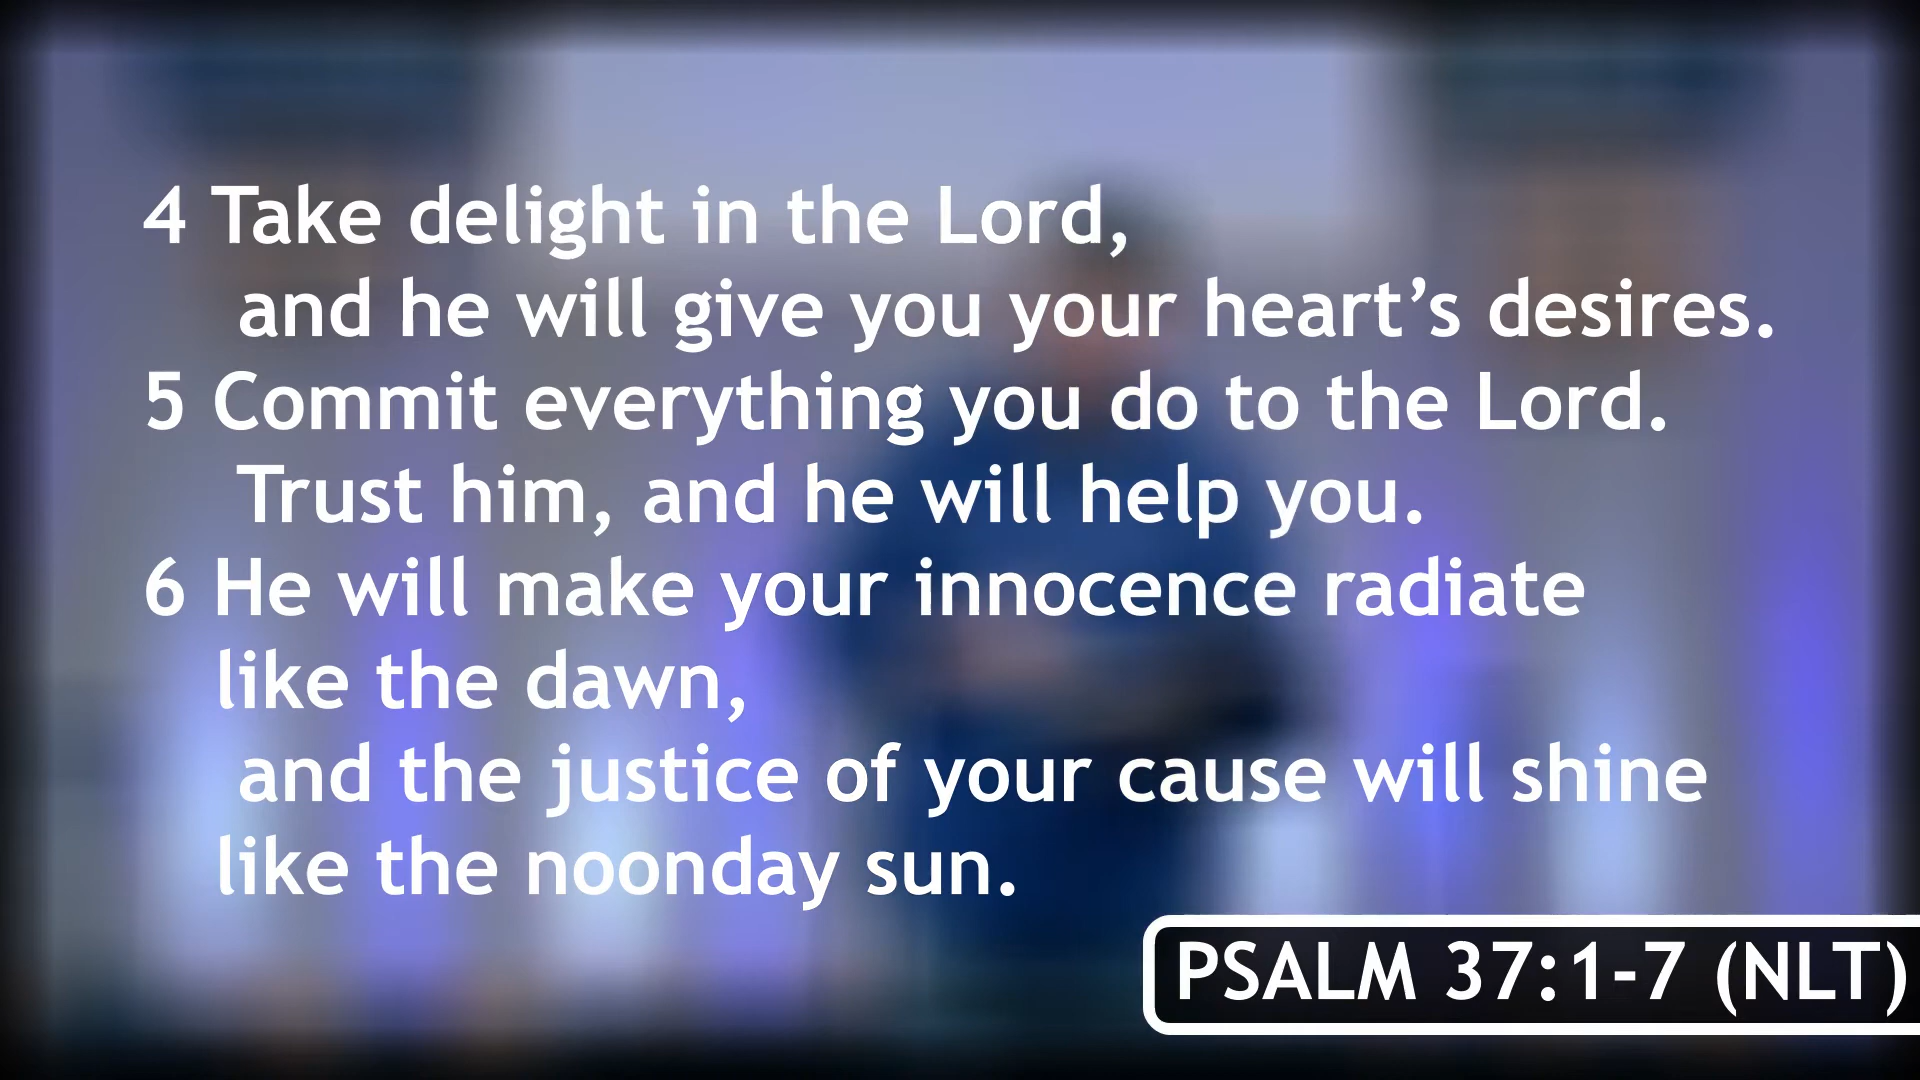 4 Take delight in the Lord,
and he will give you your heart’s desires.
5 Commit everything you do to the Lord.
Trust him, and he will help you.
6 He will make your innocence radiate
like the dawn,
and the justice of your cause will shine
like the noonday sun.
PSALM 37:1-7 (NLT)